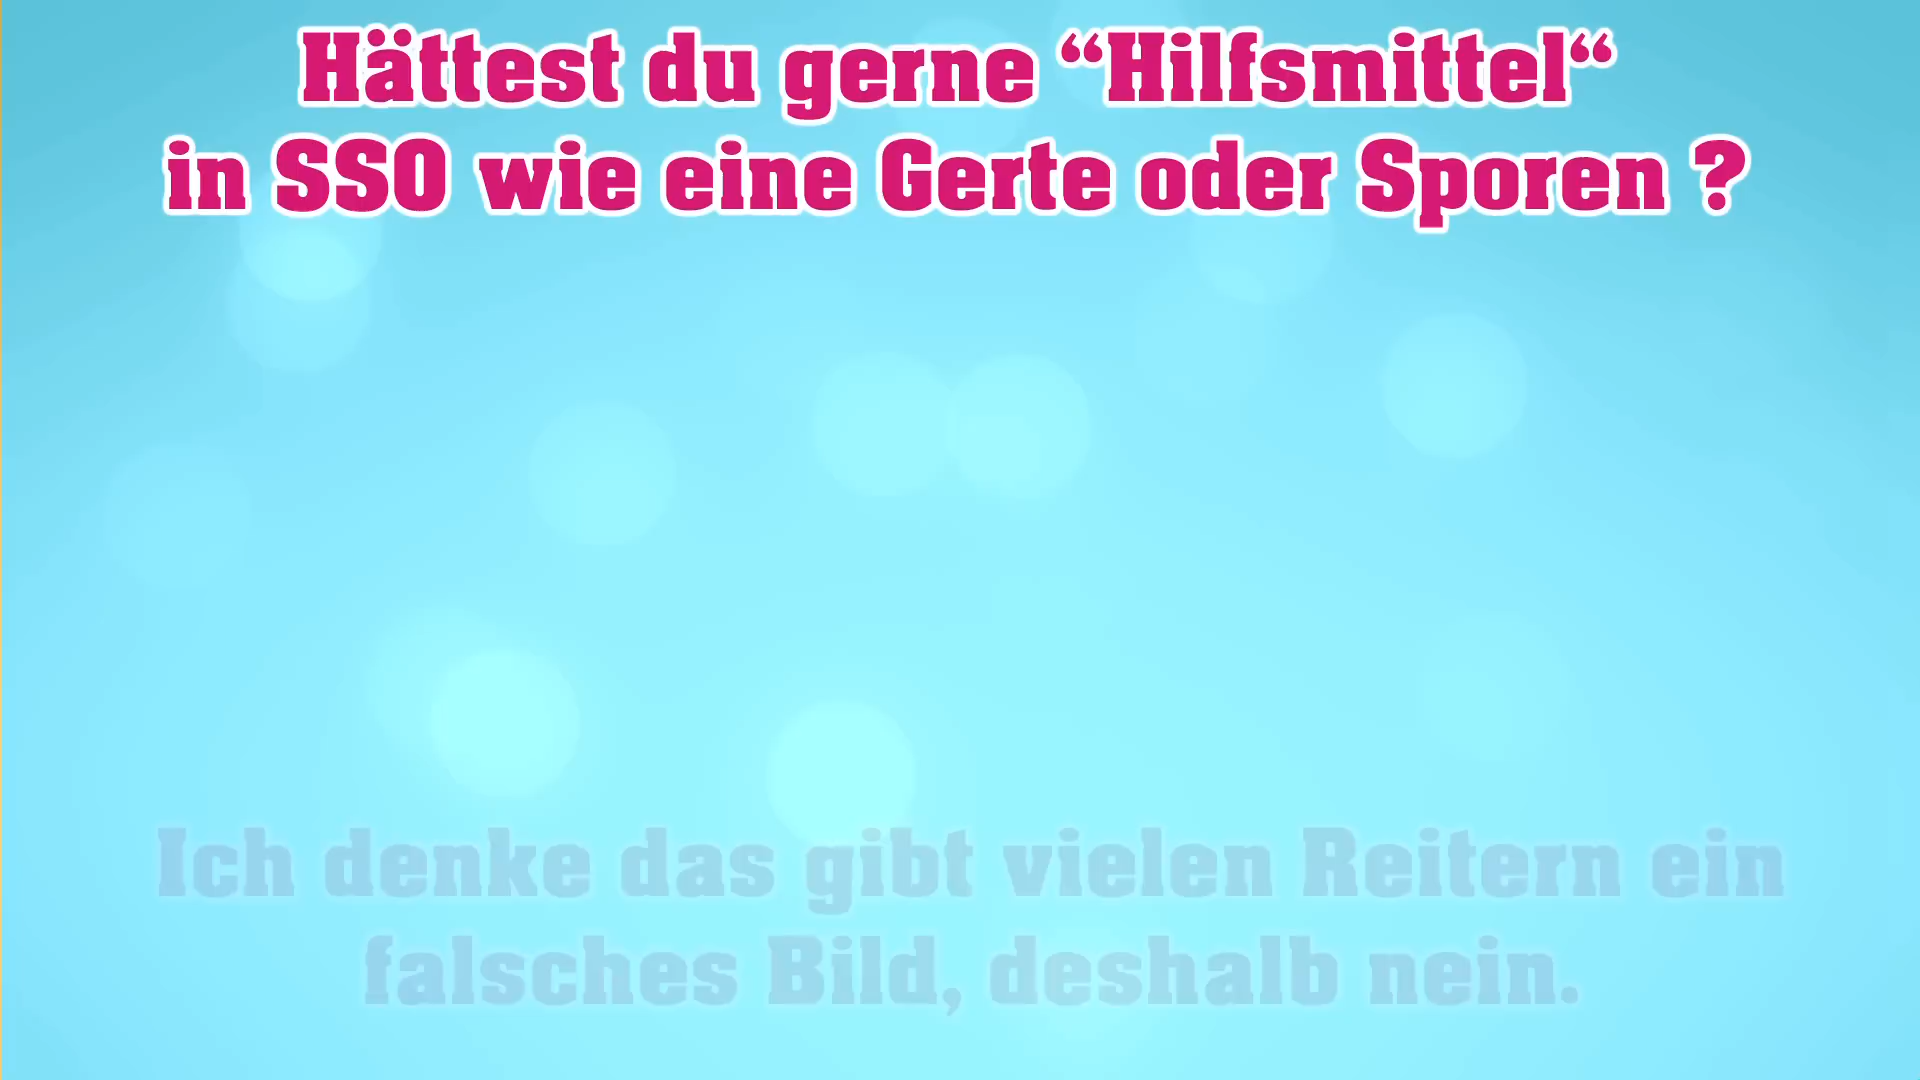 Hättest du gerne “Hilfsmittel“
in SSO wie eine Gerte oder Sporen ?
Ich denke das gibt vielen Reitern ein
falsches Bild, deshalb nein.